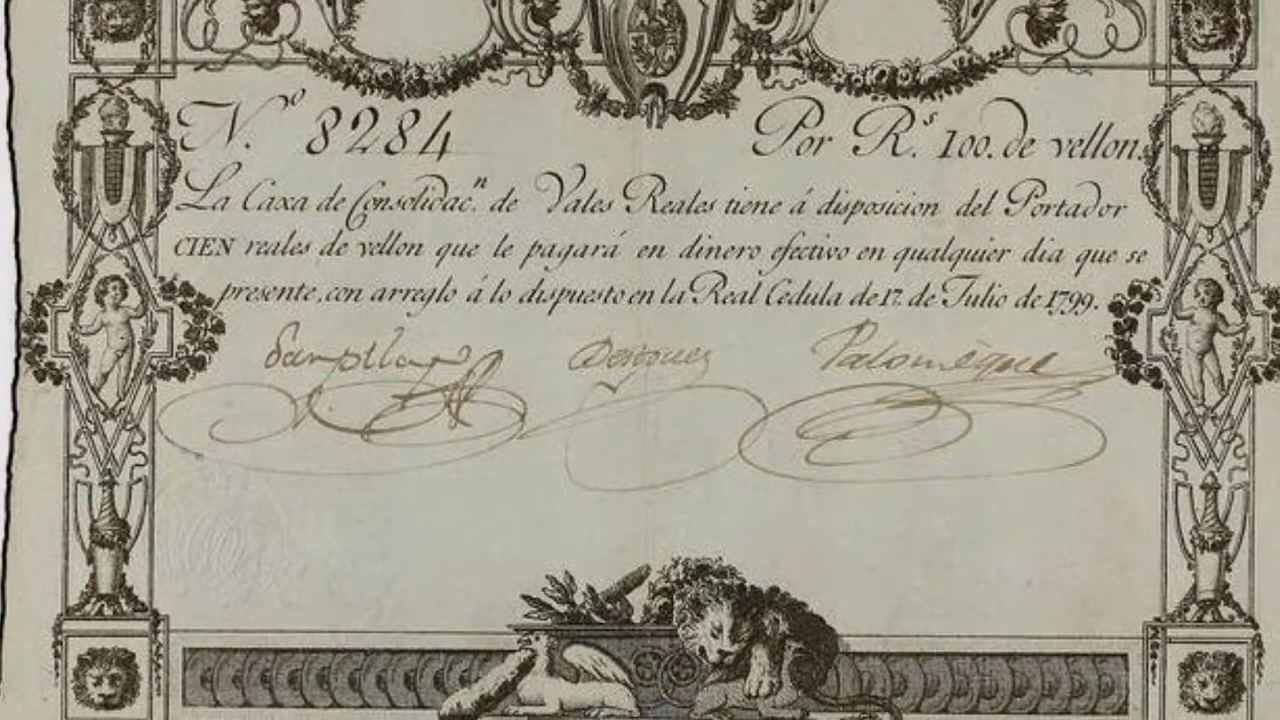 N.º 8284 Por R.s 100. de vellon.
La Caxa de Consolidac.n de Vales Reales tiene á disposicion del Portador
CIEN reales de vellon que le pagará en dinero efectivo en qualquier dia que se
presente, con arreglo á lo dispuesto en la Real Cedula de 17. de Julio de 1799.
Palomeque